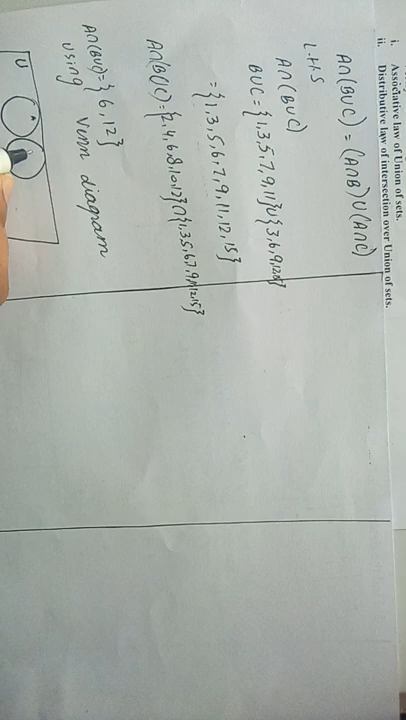 i. Associative law of Union of sets.
ii. Distributive law of intersection over Union of sets.
A∩(B∪C) = (A∩B)∪(A∩C)
L.H.S
A∩(B∪C)
B∪C={1,3,5,7,9,11}∪{3,6,9,12,15}
={1,3,5,6,7,9,11,12,15}
A∩(B∪C)={2,4,6,8,10,12}∩{1,3,5,6,7,9,11,12,15}
A∩(B∪C)={6,12}
using venn diagram
U
A